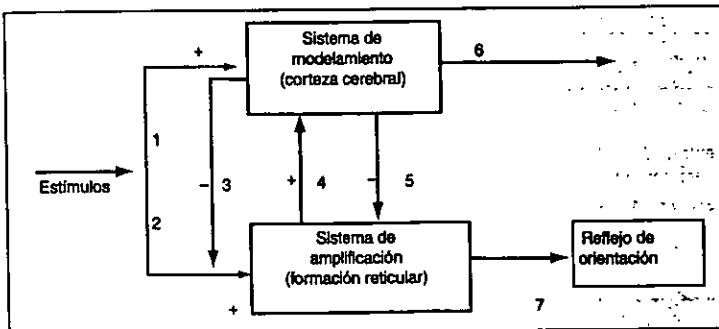 Sistema de
modelamiento
(corteza cerebral)
6
+
1
Estímulos
–
3
+
4
–
5
2
Sistema de
amplificación
(formación reticular)
Reflejo de
orientación
+
7